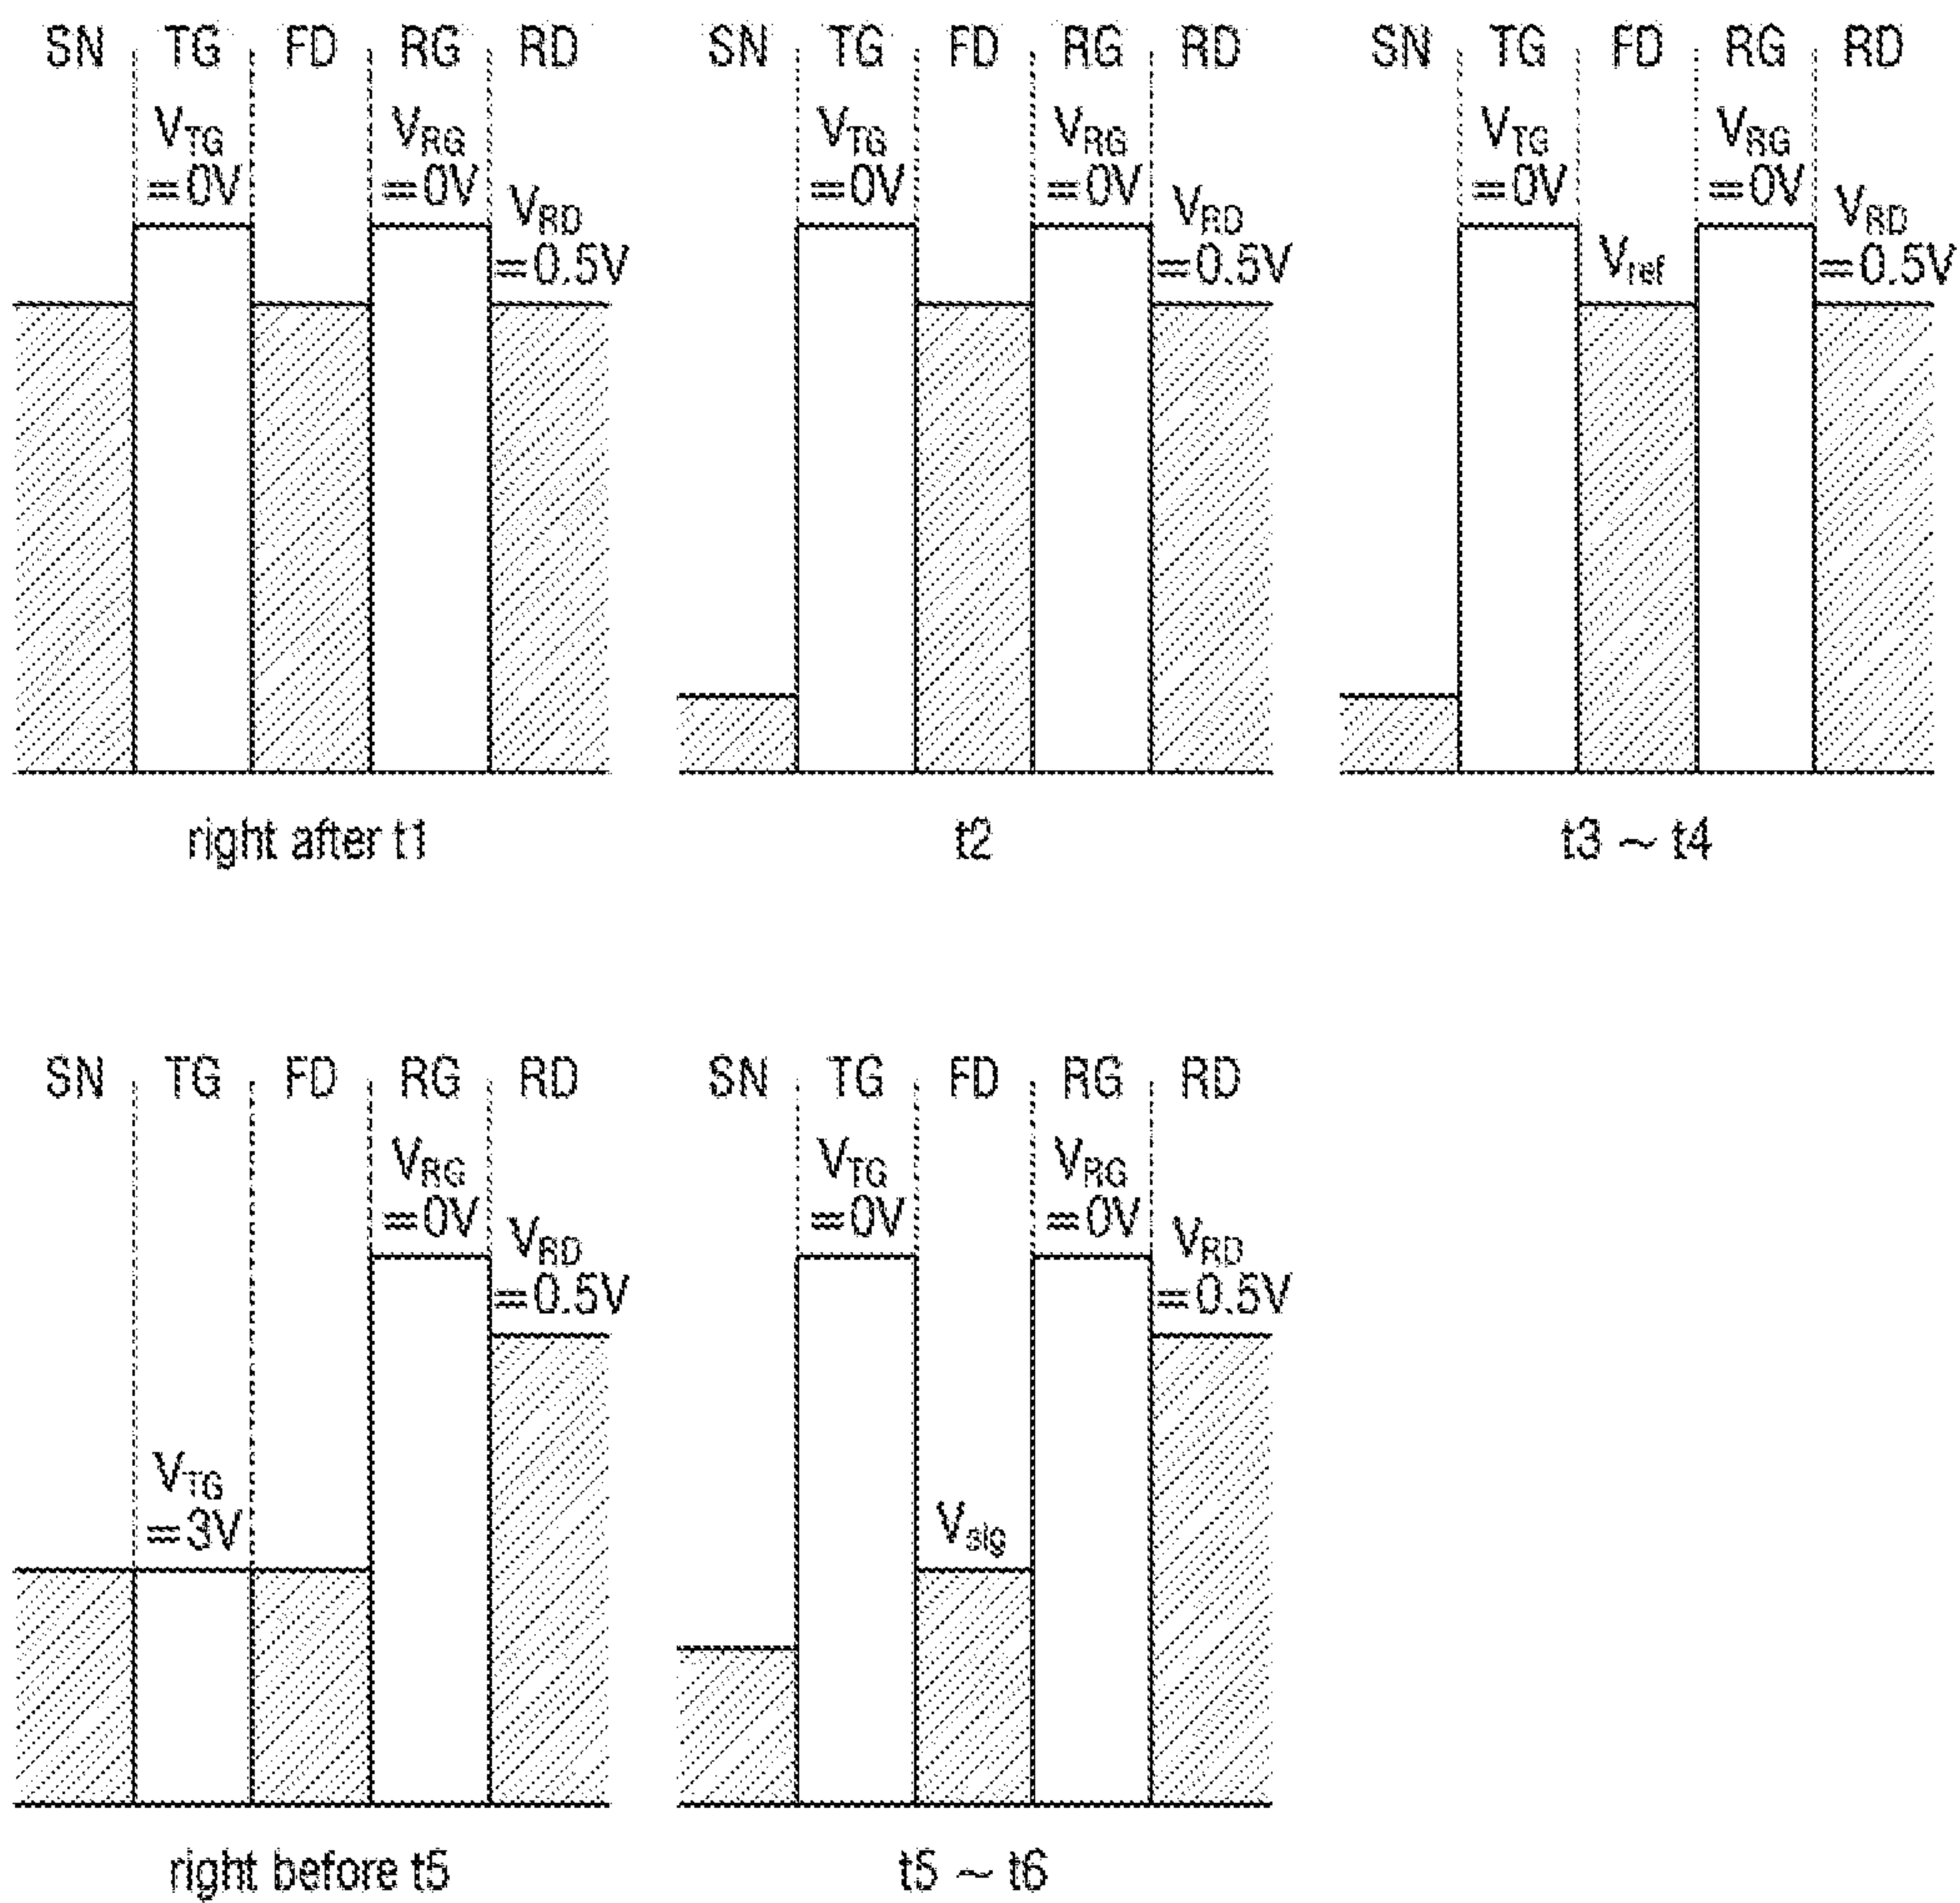 SN TG FD RG RD
V_TG =0V V_RG =0V V_RD =0.5V
right after t1
SN TG FD RG RD
V_TG =0V V_RG =0V V_RD =0.5V
t2
SN TG FD RG RD
V_TG =0V V_ref V_RG =0V V_RD =0.5V
t3 ~ t4
SN TG FD RG RD
V_TG =3V V_RG =0V V_RD =0.5V
right before t5
SN TG FD RG RD
V_TG =0V V_sig V_RG =0V V_RD =0.5V
t5 ~ t6